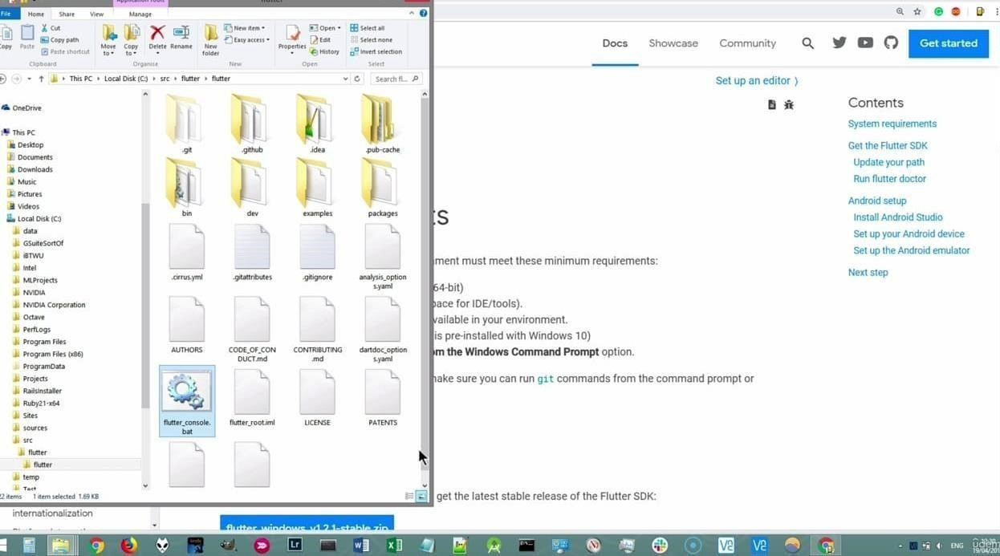 File Home Share View Manage
Cut
Copy path
Paste shortcut
Copy Paste
Move to Copy to Delete Rename
New folder
New item
Easy access
Properties
Open
Edit
History
Select all
Select none
Invert selection
Clipboard Organise New Open Select
This PC Local Disk (C:) src flutter flutter
Search fl...
OneDrive
This PC
Desktop
Documents
Downloads
Music
Pictures
Videos
Local Disk (C:)
data
GSuiteSortOf
iBTWU
Intel
MLProjects
NVIDIA
NVIDIA Corporation
Octave
PerfLogs
Program Files
Program Files (x86)
ProgramData
Projects
RailsInstaller
Ruby21-x64
Sites
sources
src
flutter
flutter
temp
Test
.git .github .idea .pub-cache
bin dev examples packages
.cirrus.yml .gitattributes .gitignore analysis_options.yaml
AUTHORS CODE_OF_CONDUCT.md CONTRIBUTING.md dartdoc_options.yaml
flutter_console.bat flutter_root.iml LICENSE PATENTS
22 items 1 item selected 1.69 KB
internationalization
Docs Showcase Community
Get started
Set up an editor
ts
ment must meet these minimum requirements:
64-bit)
pace for IDE/tools).
vailable in your environment.
is pre-installed with Windows 10)
om the Windows Command Prompt option.
make sure you can run git commands from the command prompt or
get the latest stable release of the Flutter SDK:
flutter_windows_v1.2.1-stable.zip
Contents
System requirements
Get the Flutter SDK
Update your path
Run flutter doctor
Android setup
Install Android Studio
Set up your Android device
Set up the Android emulator
Next step
ENG
udemy